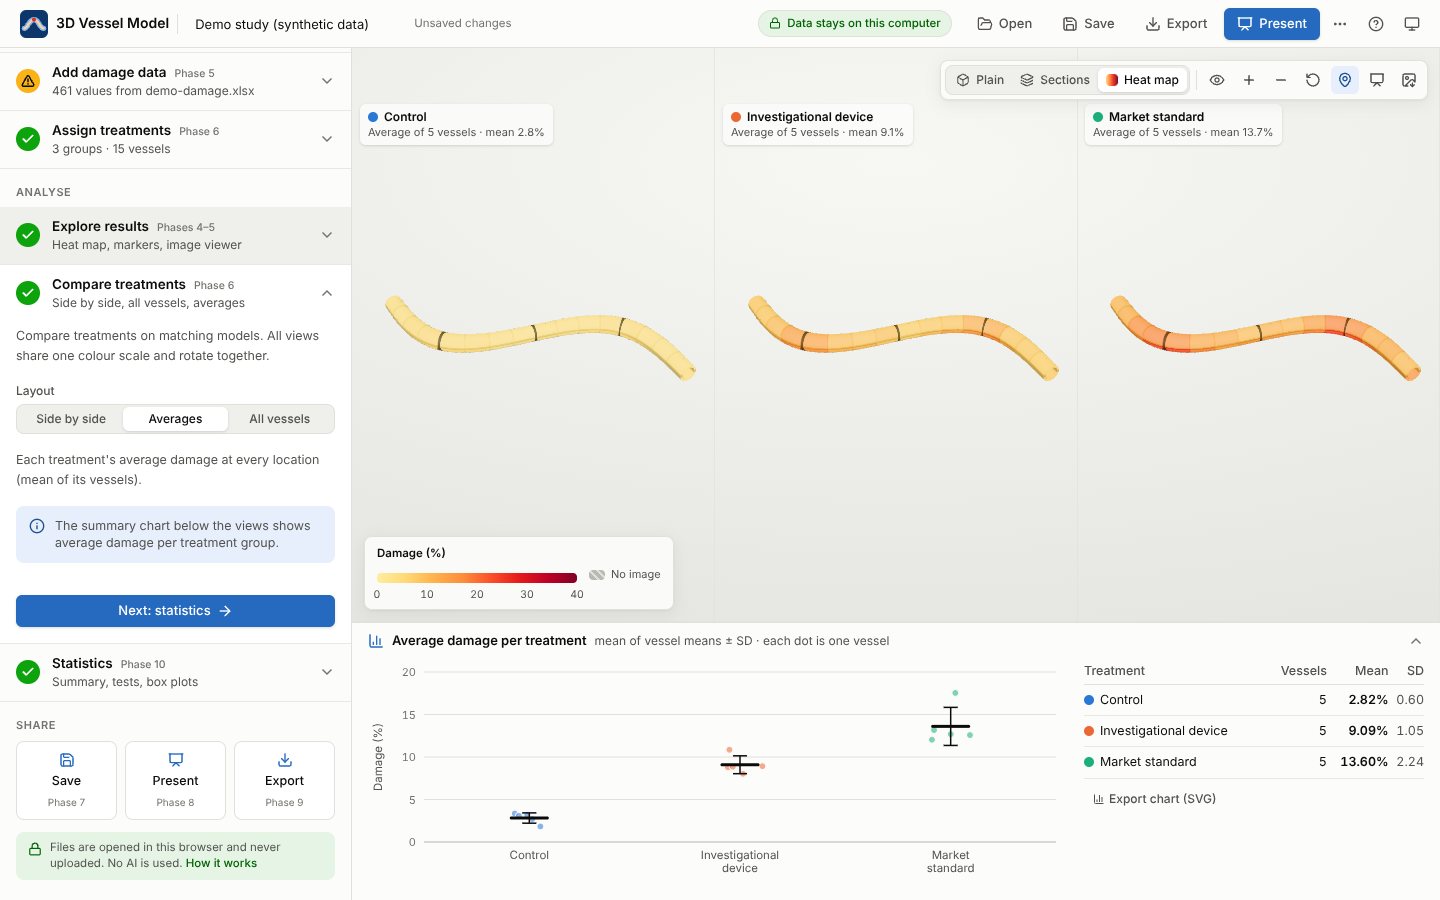 3D Vessel Model
Demo study (synthetic data)
Unsaved changes
Data stays on this computer
Open
Save
Export
Present
Add damage data Phase 5
461 values from demo-damage.xlsx
Assign treatments Phase 6
3 groups · 15 vessels
ANALYSE
Explore results Phases 4–5
Heat map, markers, image viewer
Compare treatments Phase 6
Side by side, all vessels, averages
Compare treatments on matching models. All views
share one colour scale and rotate together.
Layout
Side by side
Averages
All vessels
Each treatment's average damage at every location
(mean of its vessels).
The summary chart below the views shows
average damage per treatment group.
Next: statistics
Statistics Phase 10
Summary, tests, box plots
SHARE
Save
Phase 7
Present
Phase 8
Export
Phase 9
Files are opened in this browser and never
uploaded. No AI is used. How it works
Plain
Sections
Heat map
Control
Average of 5 vessels · mean 2.8%
Investigational device
Average of 5 vessels · mean 9.1%
Market standard
Average of 5 vessels · mean 13.7%
Damage (%)
No image
0 10 20 30 40
Average damage per treatment mean of vessel means ± SD · each dot is one vessel
Damage (%)
20
15
10
5
0
Control
Investigational
device
Market
standard
Treatment Vessels Mean SD
Control 5 2.82% 0.60
Investigational device 5 9.09% 1.05
Market standard 5 13.60% 2.24
Export chart (SVG)